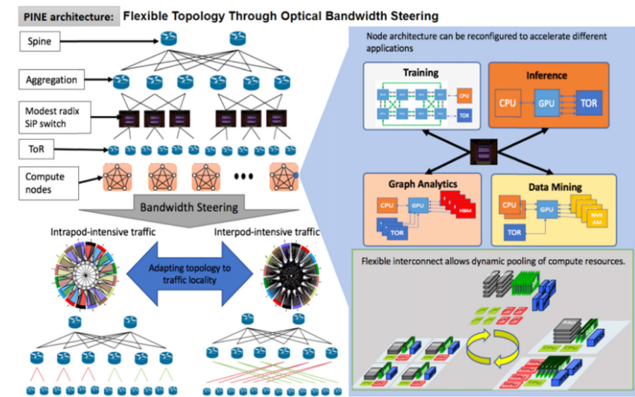 PINE architecture: Flexible Topology Through Optical Bandwidth Steering
Spine
Aggregation
Modest radix
SiP switch
ToR
Compute
nodes
Bandwidth Steering
Intrapod-intensive traffic
Interpod-intensive traffic
Adapting topology to
traffic locality
Node architecture can be reconfigured to accelerate different
applications
Training
CPU
TOR
Inference
CPU
GPU
TOR
Graph Analytics
CPU
GPU
HBM
TOR
Data Mining
CPU
GPU
TOR
NVR
AM
Flexible interconnect allows dynamic pooling of compute resources.